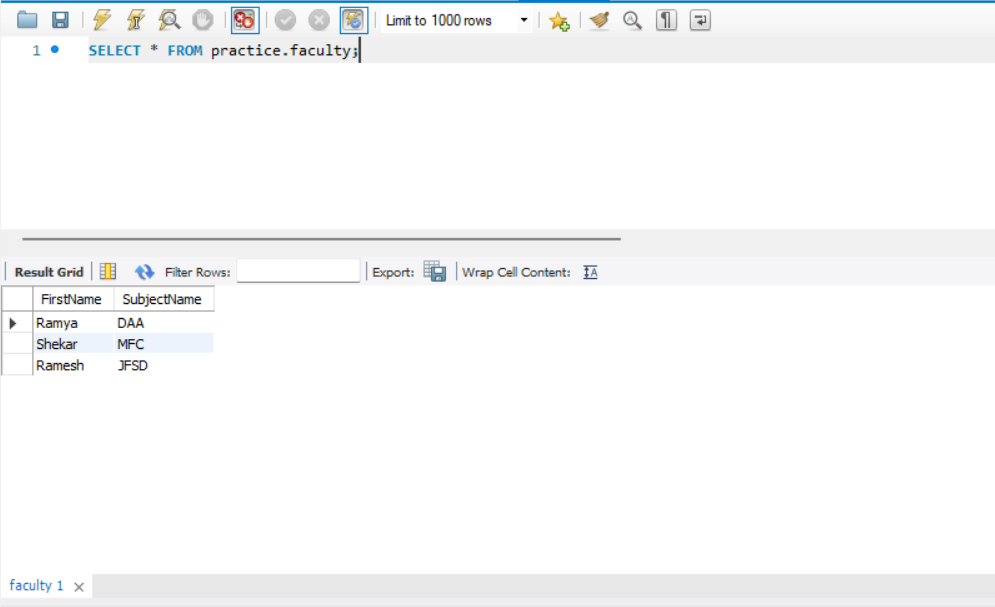 Limit to 1000 rows
1 SELECT * FROM practice.faculty;
Result Grid Filter Rows: Export: Wrap Cell Content:
FirstName SubjectName
Ramya DAA
Shekar MFC
Ramesh JFSD
faculty 1